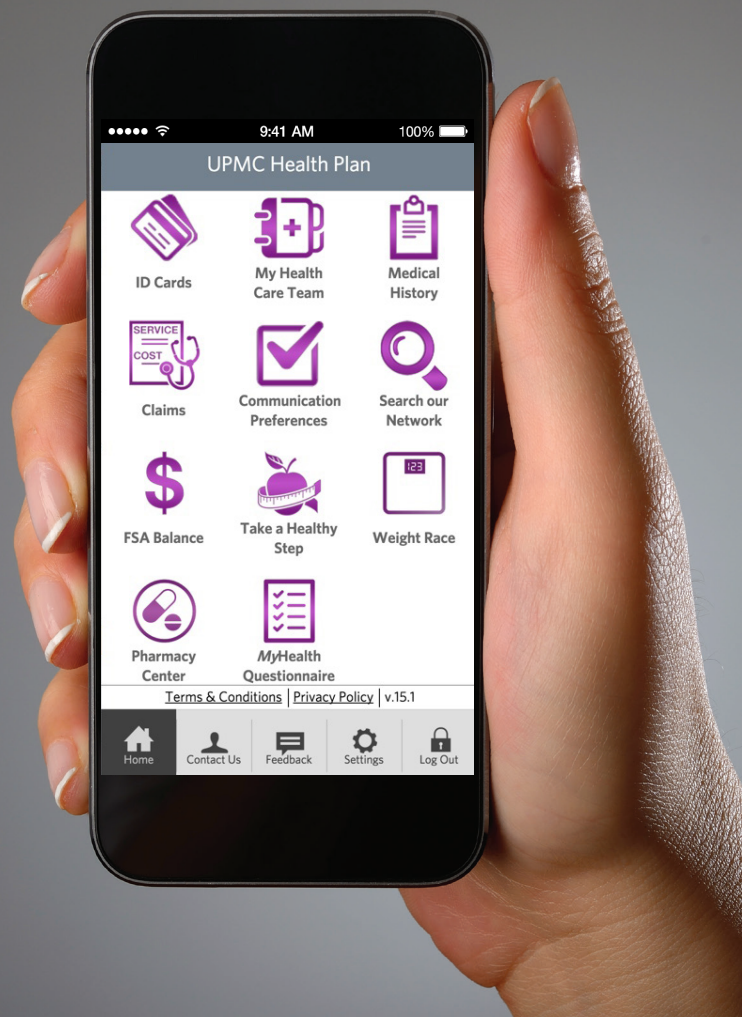 9:41 AM
100%
UPMC Health Plan
ID Cards
My Health
Care Team
Medical
History
SERVICE
COST
Claims
Communication
Preferences
Search our
Network
FSA Balance
Take a Healthy
Step
123
Weight Race
Pharmacy
Center
MyHealth
Questionnaire
Terms & Conditions | Privacy Policy | v.15.1
Home
Contact Us
Feedback
Settings
Log Out